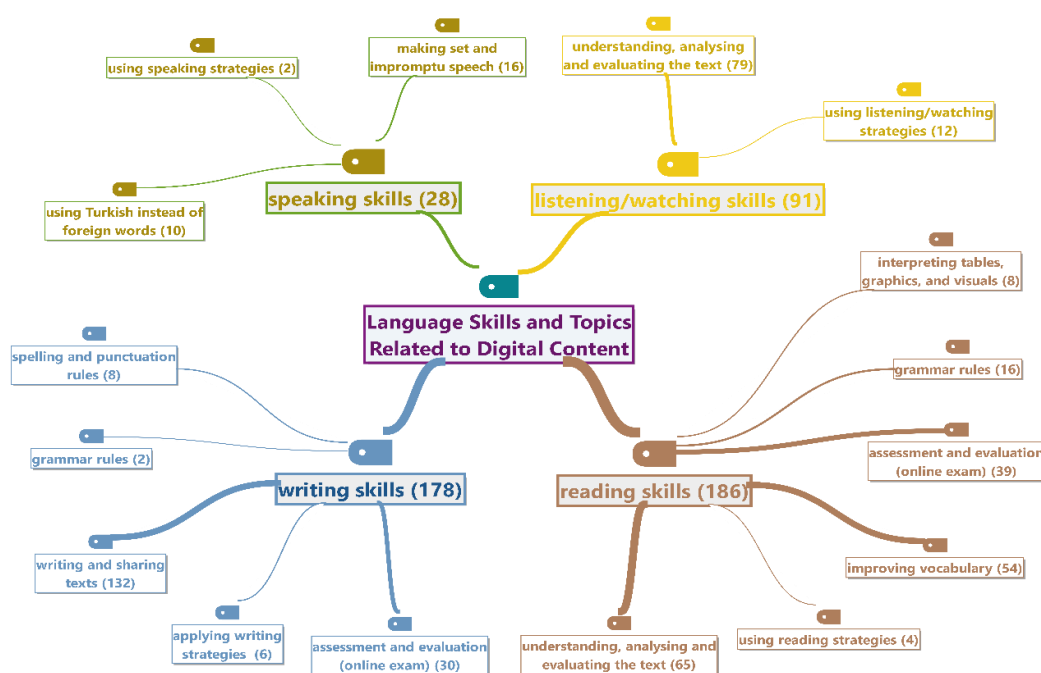 making set and
impromptu speech (16)
understanding, analysing
and evaluating the text (79)
using speaking strategies (2)
using listening/watching
strategies (12)
speaking skills (28)
listening/watching skills (91)
using Turkish instead of
foreign words (10)
interpreting tables,
graphics, and visuals (8)
Language Skills and Topics
Related to Digital Content
spelling and punctuation
rules (8)
grammar rules (16)
grammar rules (2)
assessment and evaluation
(online exam) (39)
writing skills (178)
reading skills (186)
writing and sharing
texts (132)
improving vocabulary (54)
applying writing
strategies (6)
assessment and evaluation
(online exam) (30)
understanding, analysing and
evaluating the text (65)
using reading strategies (4)